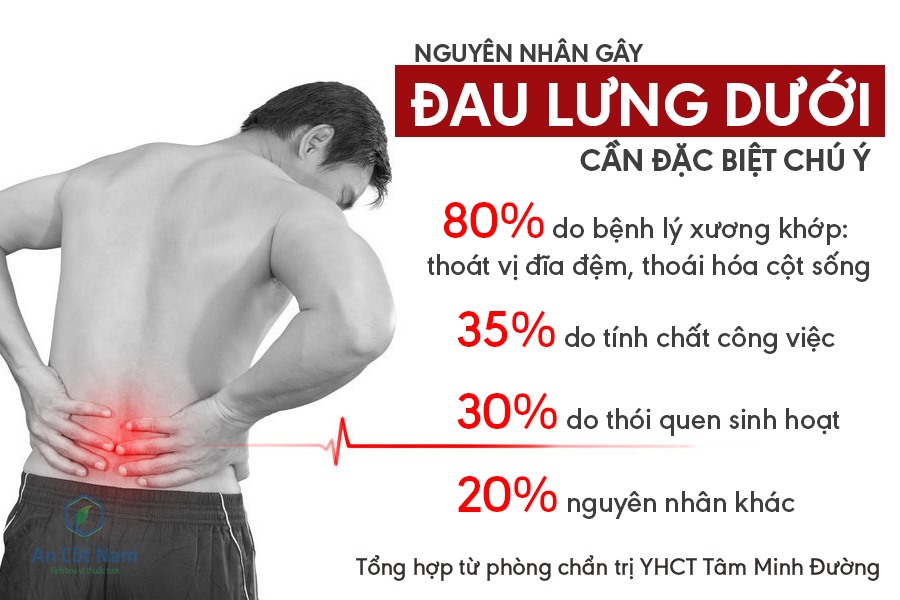 NGUYÊN NHÂN GÂY
ĐAU LƯNG DƯỚI
CẦN ĐẶC BIỆT CHÚ Ý
80% do bệnh lý xương khớp:
thoát vị đĩa đệm, thoái hóa cột sống
35% do tính chất công việc
30% do thói quen sinh hoạt
20% nguyên nhân khác
An Cốt Nam
Tổng hợp từ phòng chẩn trị YHCT Tâm Minh Đường